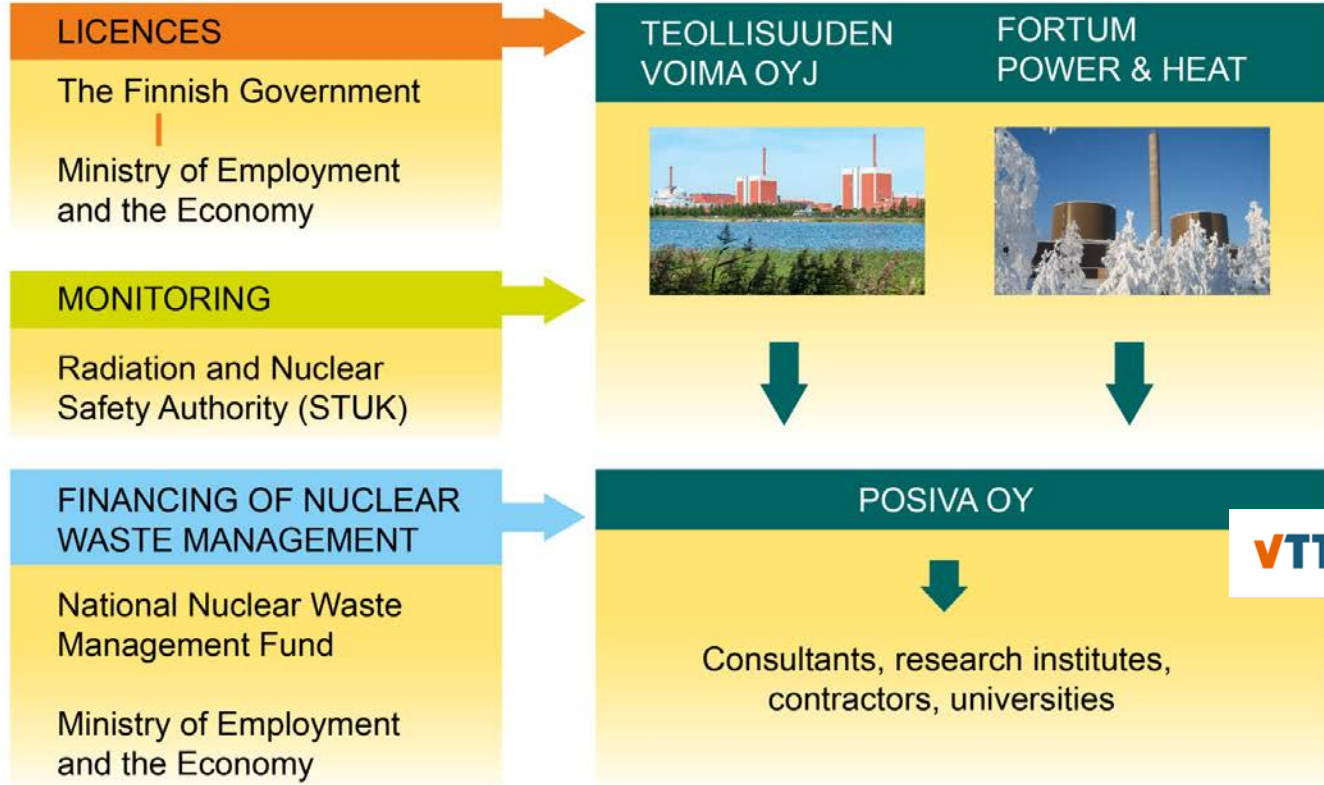 LICENCES
The Finnish Government
Ministry of Employment
and the Economy
MONITORING
Radiation and Nuclear
Safety Authority (STUK)
FINANCING OF NUCLEAR
WASTE MANAGEMENT
National Nuclear Waste
Management Fund
Ministry of Employment
and the Economy
TEOLLISUUDEN
VOIMA OYJ
FORTUM
POWER & HEAT
POSIVA OY
VTT
Consultants, research institutes,
contractors, universities